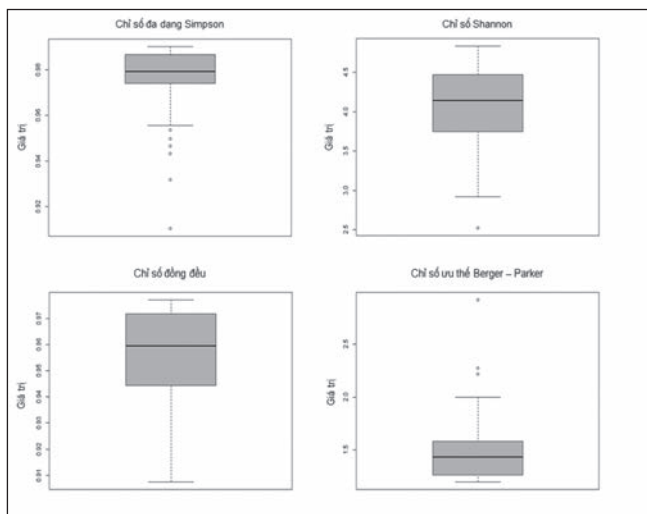 Chỉ số đa dạng Simpson
Giá trị
0.98
0.96
0.94
0.92
Chỉ số Shannon
Giá trị
4.5
4.0
3.5
3.0
2.5
Chỉ số đồng đều
Giá trị
0.97
0.96
0.95
0.94
0.93
0.92
0.91
Chỉ số ưu thế Berger – Parker
Giá trị
2.5
2.0
1.5